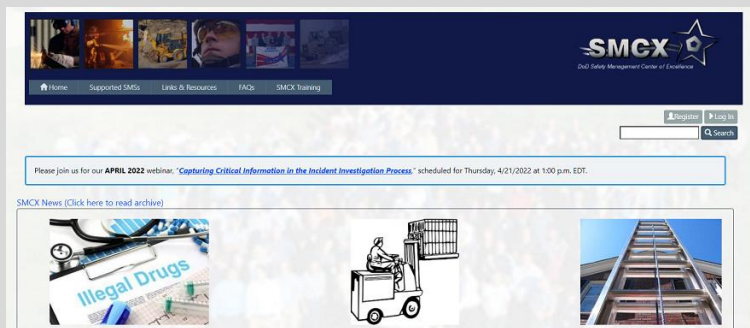 SMCX
DoD Safety Management Center of Excellence
Home Supported SMSs Links & Resources FAQs SMCX Training
Register Log In
Search
Please join us for our APRIL 2022 webinar, "Capturing Critical Information in the Incident Investigation Process," scheduled for Thursday, 4/21/2022 at 1:00 p.m. EDT.
SMCX News (Click here to read archive)
Illegal Drugs